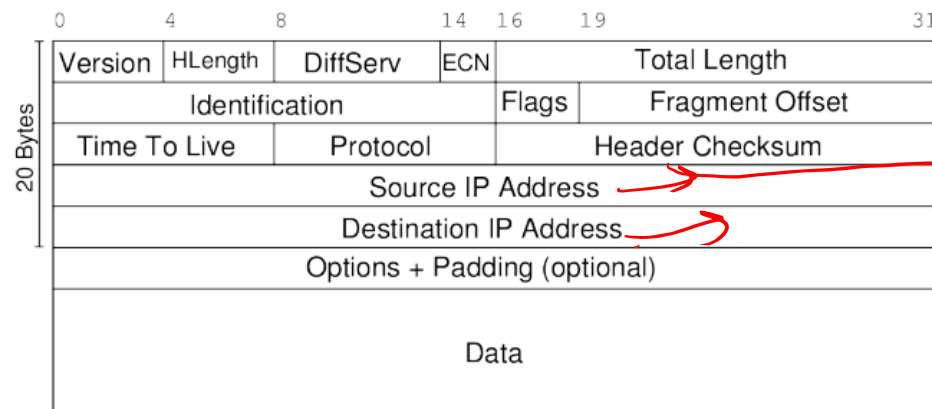 0 4 8 14 16 19 31
Version HLength DiffServ ECN Total Length
Identification Flags Fragment Offset
Time To Live Protocol Header Checksum
Source IP Address
Destination IP Address
Options + Padding (optional)
Data
20 Bytes